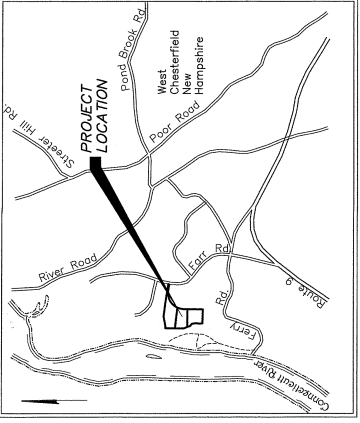 Pond Brook Rd.
West
Chesterfield
New
Hampshire
Streeter Hill Rd.
PROJECT
LOCATION
Poor Road
River Road
Farr Rd.
Ferry Rd.
Route 9
Connecticut River